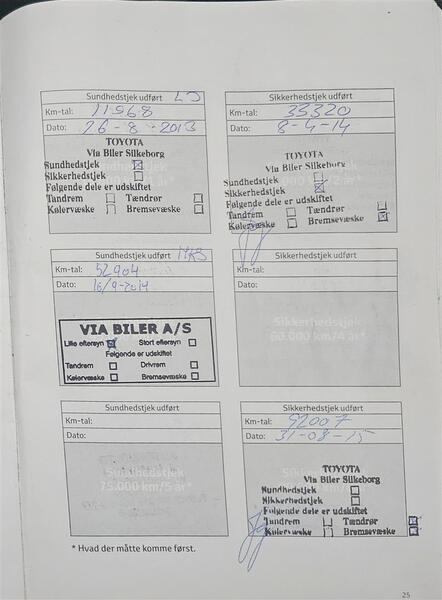 Sundhedstjek udført LJ
Km-tal: 11568
Dato: 26-8-2013
TOYOTA
Via Biler Silkeborg
Sundhedstjek
Sikkerhedstjek
Følgende dele er udskiftet
Tandrem Tændrør
Kølervæske Bremsevæske
Sikkerhedstjek udført
Km-tal: 33320
Dato: 8-4-14
TOYOTA
Via Biler Silkeborg
Sundhedstjek
Sikkerhedstjek
Følgende dele er udskiftet
Tandrem Tændrør
Kølervæske Bremsevæske
Sundhedstjek udført
Km-tal: 52904
Dato: 16/9-2014
VIA BILER A/S
Lille eftersyn Stort eftersyn
Følgende er udskiftet
Tandrem Drivrem
Kølervæske Bremsevæske
Sikkerhedstjek udført
Km-tal:
Dato:
Sikkerhedstjek
60.000 km/4 år*
Sundhedstjek udført
Km-tal:
Dato:
Sundhedstjek
75.000 km/5 år*
Sikkerhedstjek udført
Km-tal: 92007
Dato: 31-08-15
TOYOTA
Via Biler Silkeborg
Sundhedstjek
Sikkerhedstjek
Følgende dele er udskiftet
Tandrem Tændrør
Kølervæske Bremsevæske
* Hvad der måtte komme først.
25